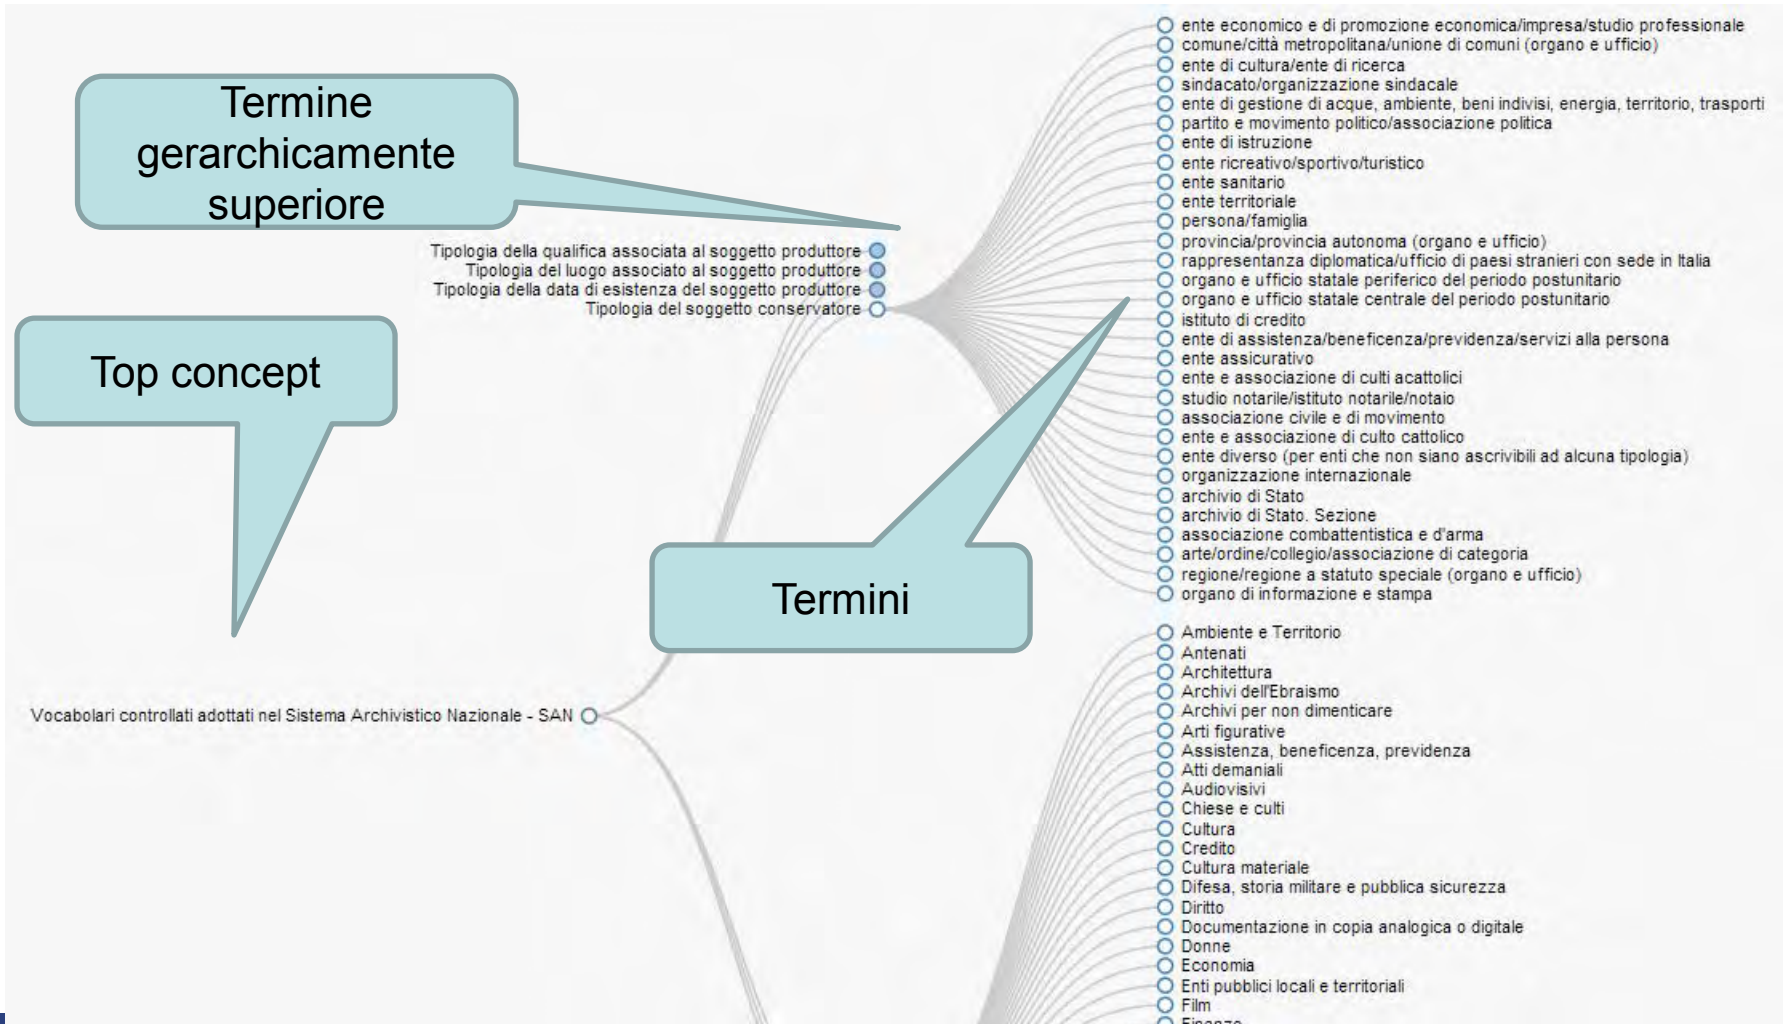 Termine
gerarchicamente
superiore
Top concept
Termini
Tipologia della qualifica associata al soggetto produttore
Tipologia del luogo associato al soggetto produttore
Tipologia della data di esistenza del soggetto produttore
Tipologia del soggetto conservatore
Vocabolari controllati adottati nel Sistema Archivistico Nazionale - SAN
ente economico e di promozione economica/impresa/studio professionale
comune/città metropolitana/unione di comuni (organo e ufficio)
ente di cultura/ente di ricerca
sindacato/organizzazione sindacale
ente di gestione di acque, ambiente, beni indivisi, energia, territorio, trasporti
partito e movimento politico/associazione politica
ente di istruzione
ente ricreativo/sportivo/turistico
ente sanitario
ente territoriale
persona/famiglia
provincia/provincia autonoma (organo e ufficio)
rappresentanza diplomatica/ufficio di paesi stranieri con sede in Italia
organo e ufficio statale periferico del periodo postunitario
organo e ufficio statale centrale del periodo postunitario
istituto di credito
ente di assistenza/beneficenza/previdenza/servizi alla persona
ente assicurativo
ente e associazione di culti acattolici
studio notarile/istituto notarile/notaio
associazione civile e di movimento
ente e associazione di culto cattolico
ente diverso (per enti che non siano ascrivibili ad alcuna tipologia)
organizzazione internazionale
archivio di Stato
archivio di Stato. Sezione
associazione combattentistica e d'arma
arte/ordine/collegio/associazione di categoria
regione/regione a statuto speciale (organo e ufficio)
organo di informazione e stampa
Ambiente e Territorio
Antenati
Architettura
Archivi dell'Ebraismo
Archivi per non dimenticare
Arti figurative
Assistenza, beneficenza, previdenza
Atti demaniali
Audiovisivi
Chiese e culti
Cultura
Credito
Cultura materiale
Difesa, storia militare e pubblica sicurezza
Diritto
Documentazione in copia analogica o digitale
Donne
Economia
Enti pubblici locali e territoriali
Film